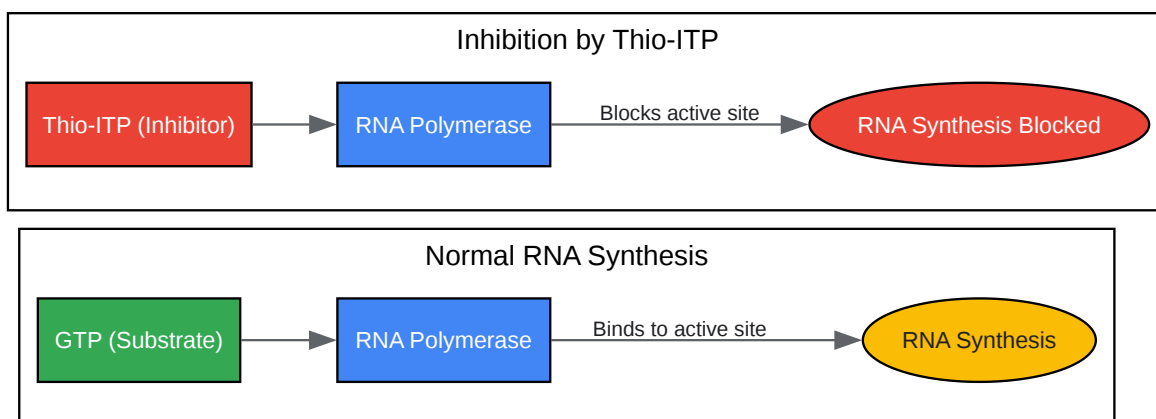 Inhibition by Thio-ITP
Thio-ITP (Inhibitor)
RNA Polymerase
Blocks active site
RNA Synthesis Blocked
Normal RNA Synthesis
GTP (Substrate)
RNA Polymerase
Binds to active site
RNA Synthesis